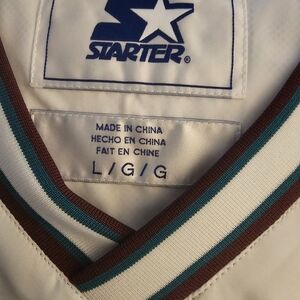 STARTER®
MADE IN CHINA
HECHO EN CHINA
FAIT EN CHINE
L/G/G